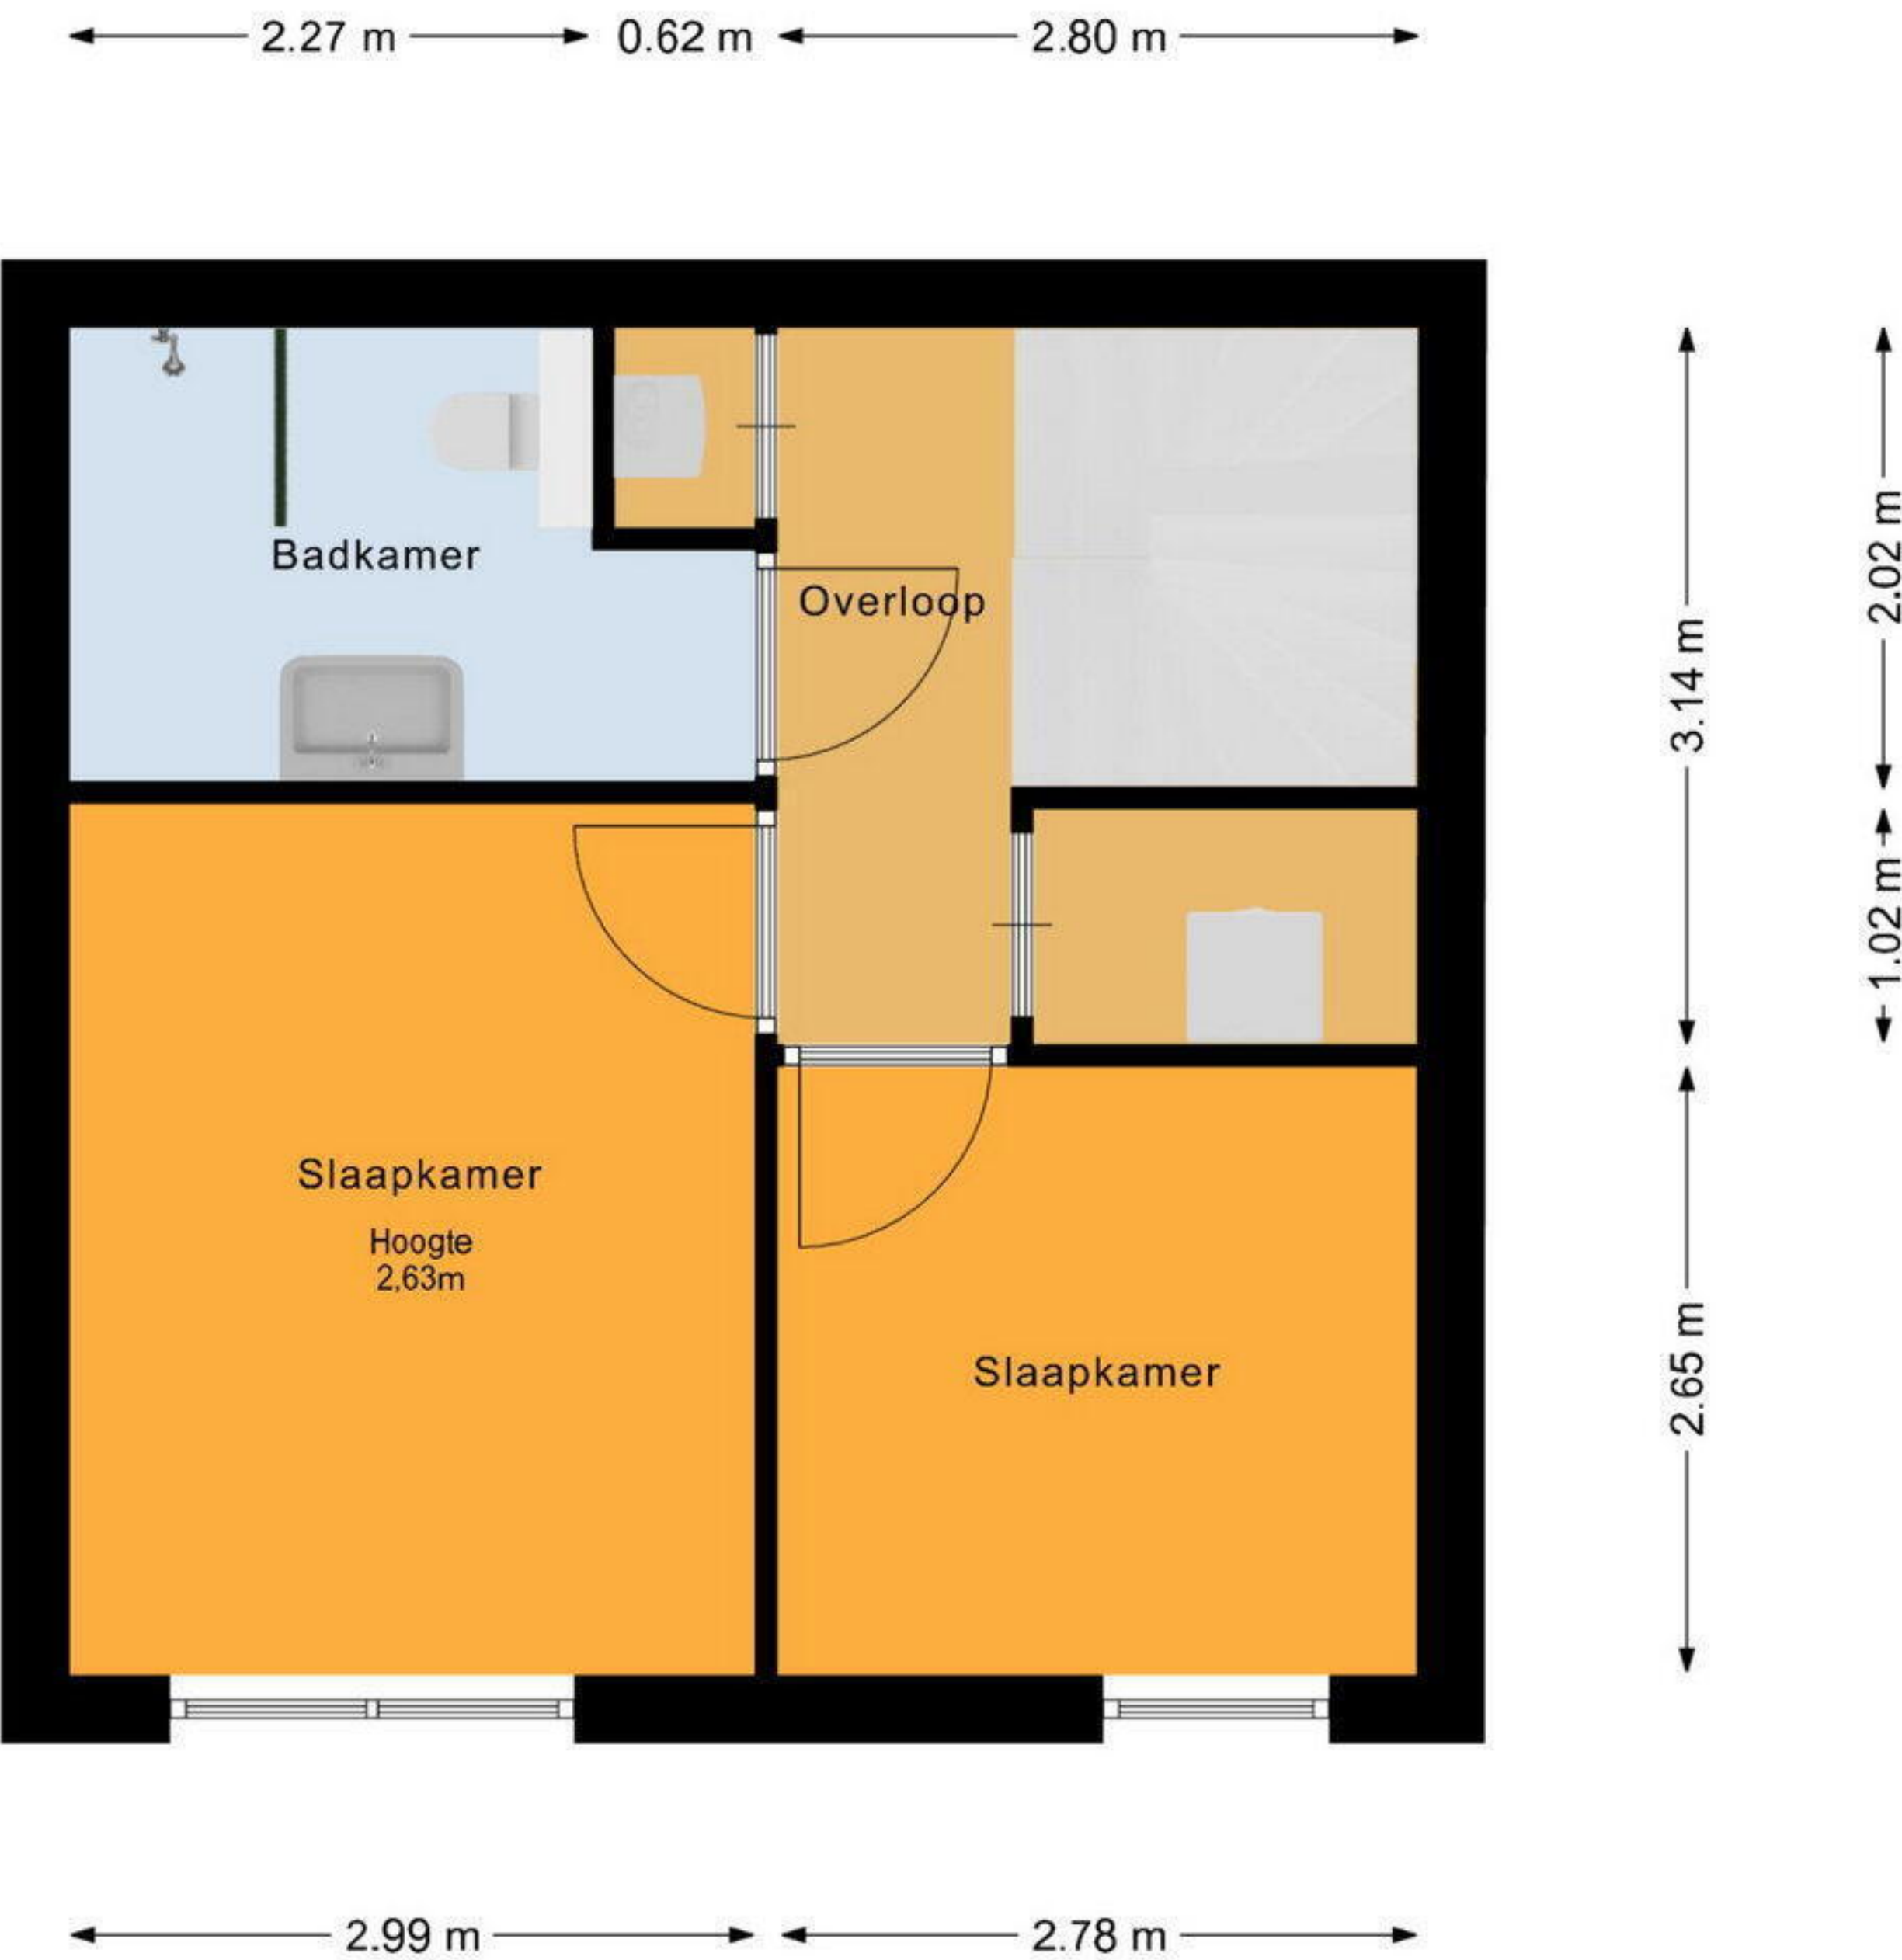 2.27 m
0.62 m
2.80 m
Badkamer
Overloop
3.14 m
2.02 m
1.02 m
Slaapkamer
Hoogte
2,63m
Slaapkamer
2.65 m
2.99 m
2.78 m